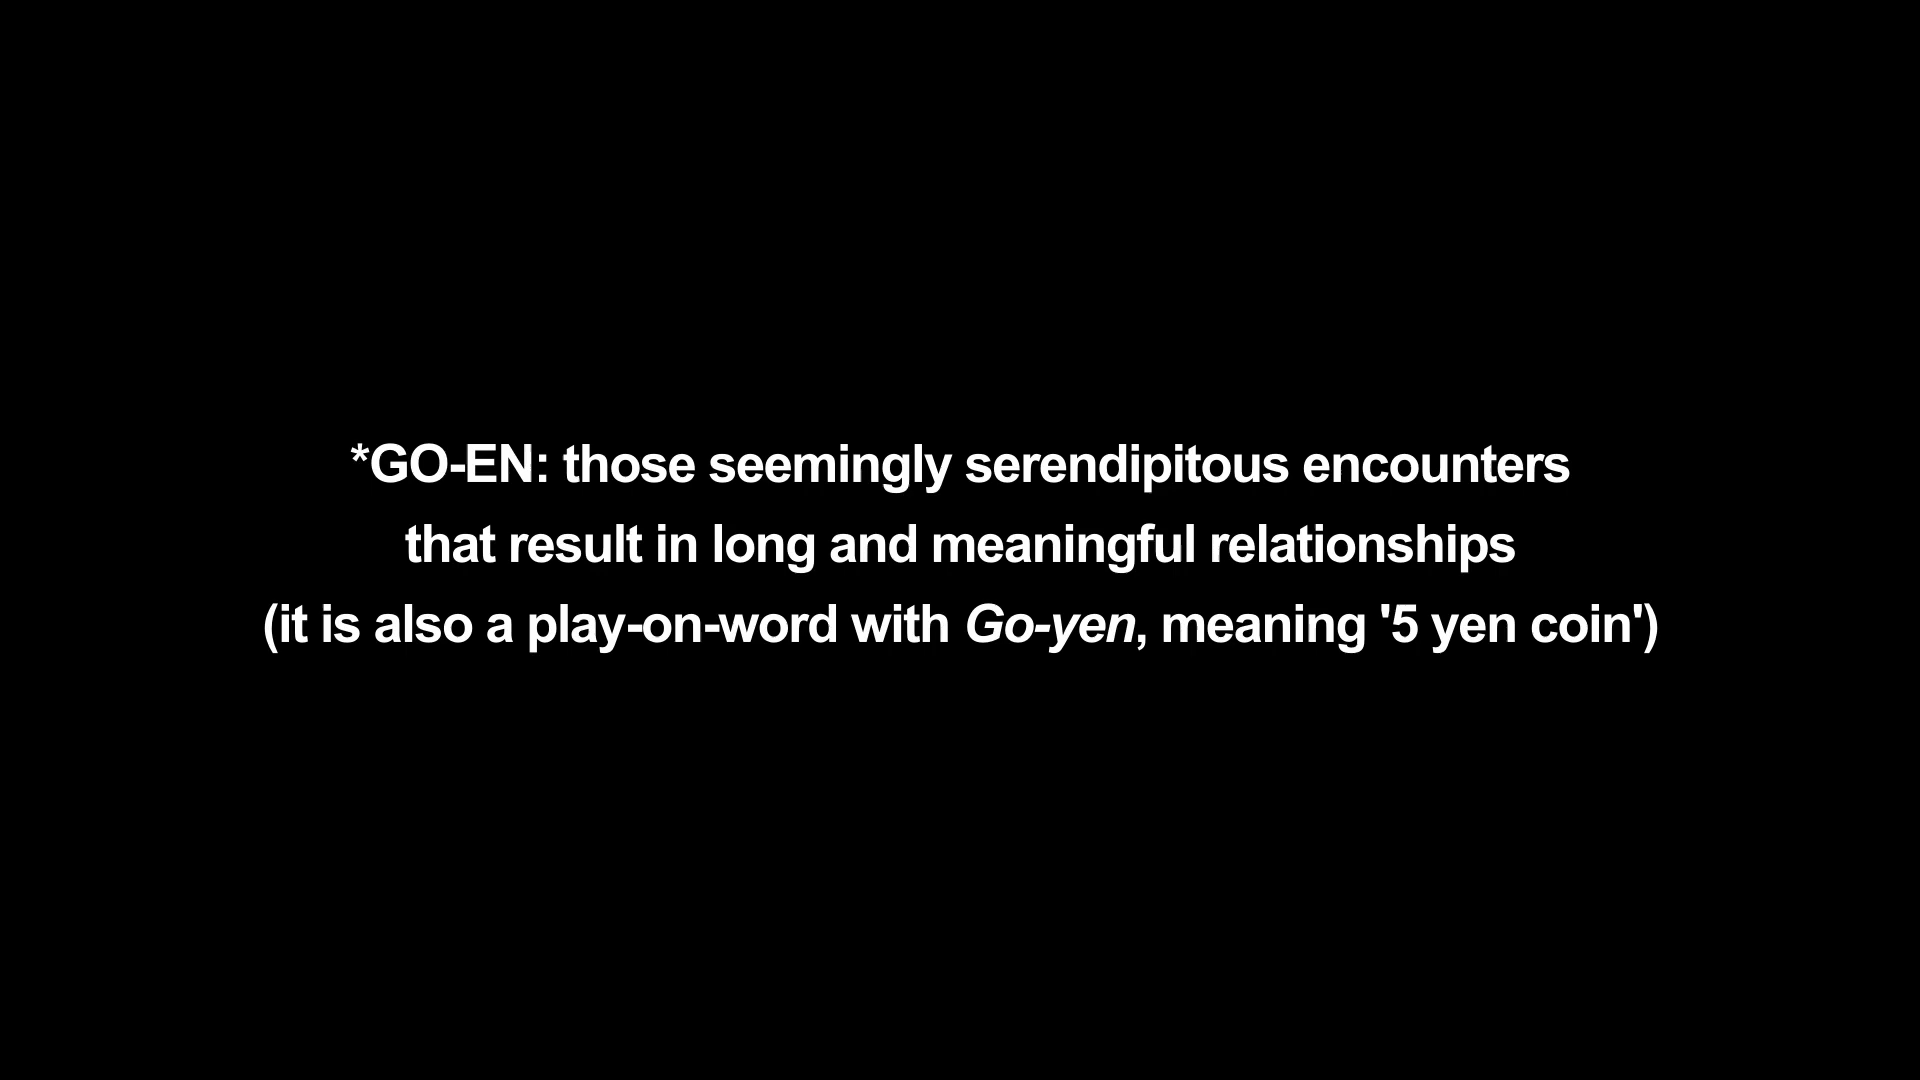 *GO-EN: those seemingly serendipitous encounters
that result in long and meaningful relationships
(it is also a play-on-word with Go-yen, meaning '5 yen coin')